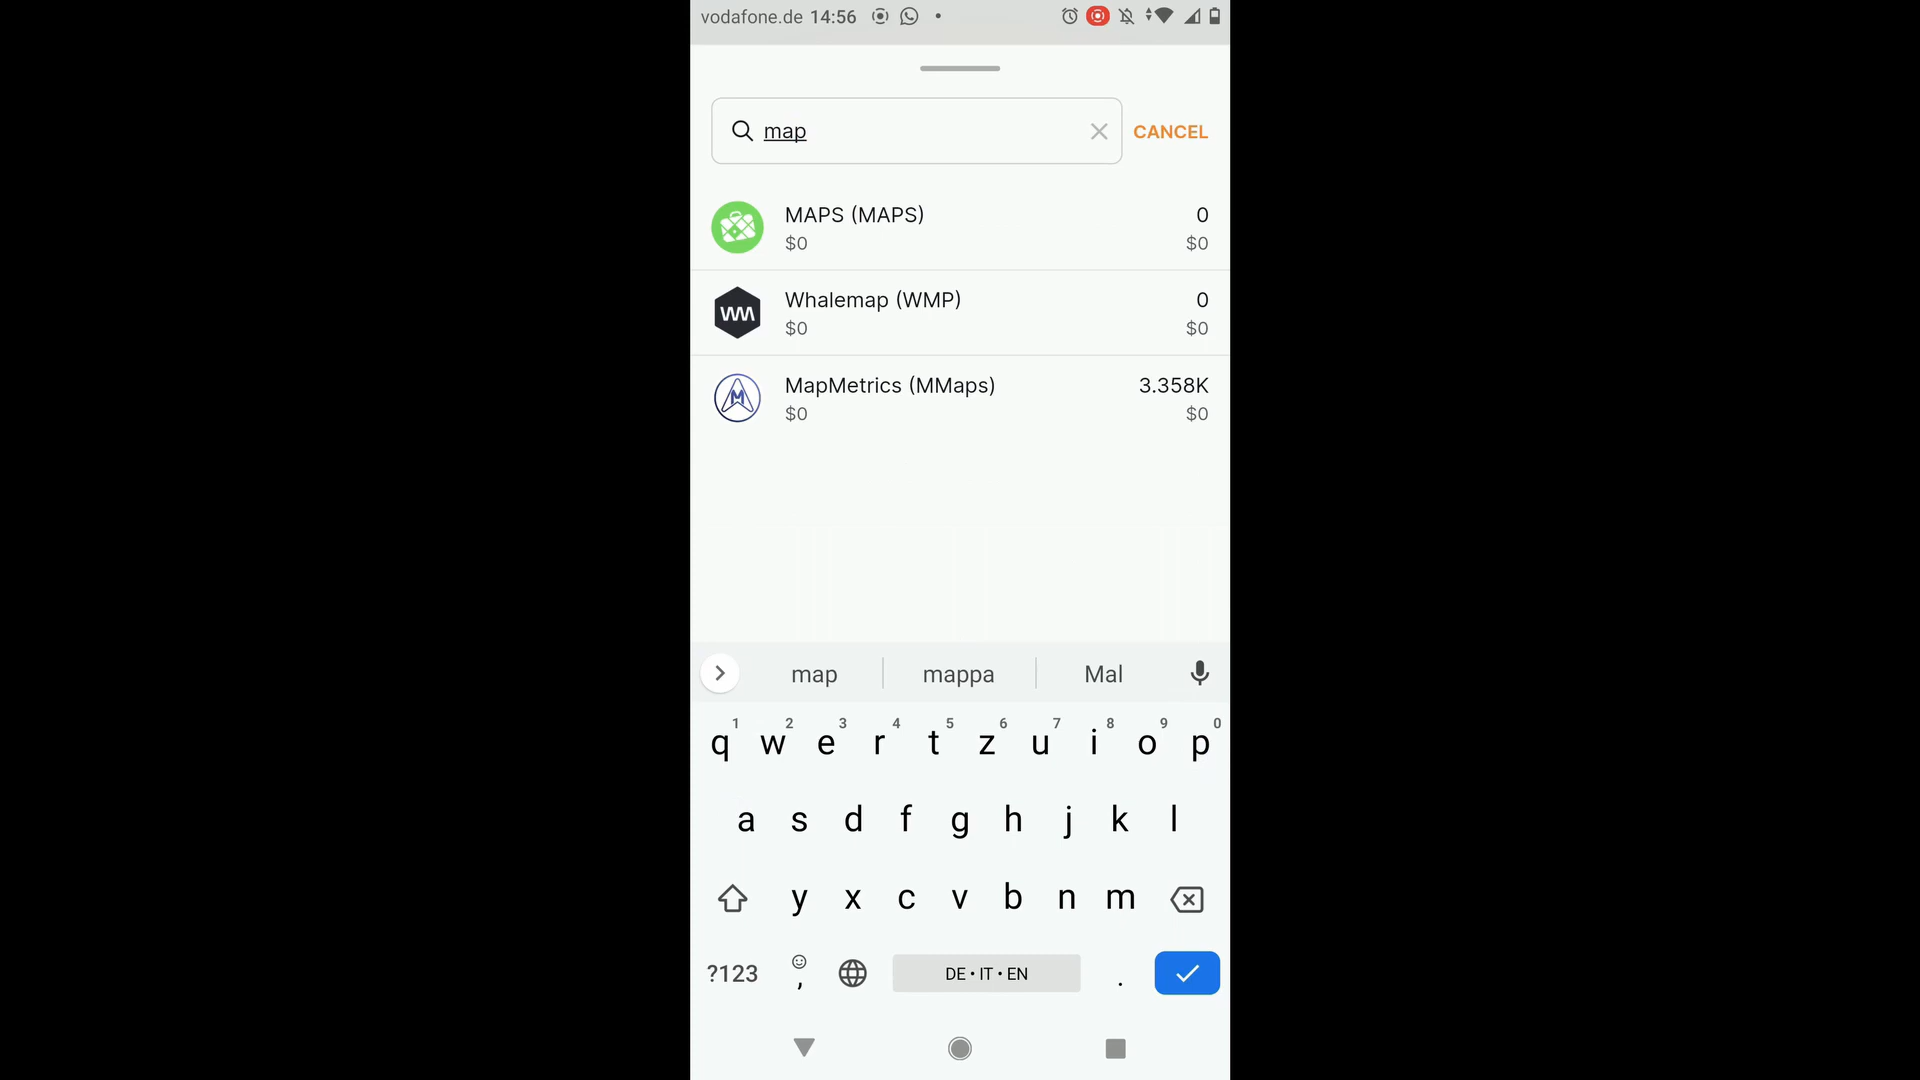 vodafone.de 14:56
map
CANCEL
MAPS (MAPS) 0
$0 $0
WM
Whalemap (WMP) 0
$0 $0
M
MapMetrics (MMaps) 3.358K
$0 $0
map mappa Mal
1 2 3 4 5 6 7 8 9 0
q w e r t z u i o p
a s d f g h j k l
y x c v b n m
?123 , DE • IT • EN .